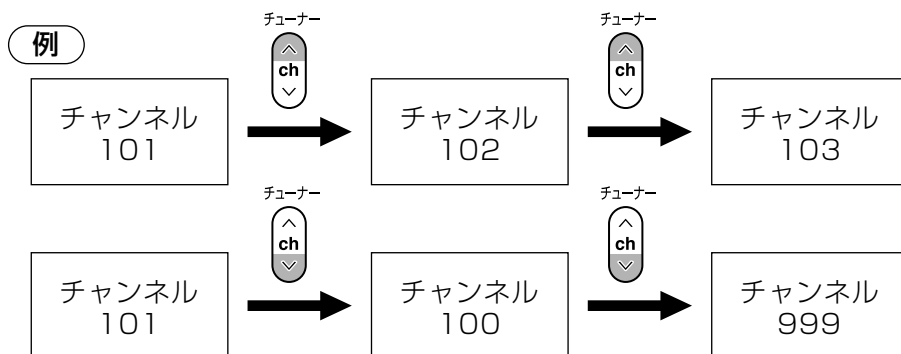 例
チューナー
ch
チューナー
ch
チャンネル
101
チャンネル
102
チャンネル
103
チューナー
ch
チューナー
ch
チャンネル
101
チャンネル
100
チャンネル
999